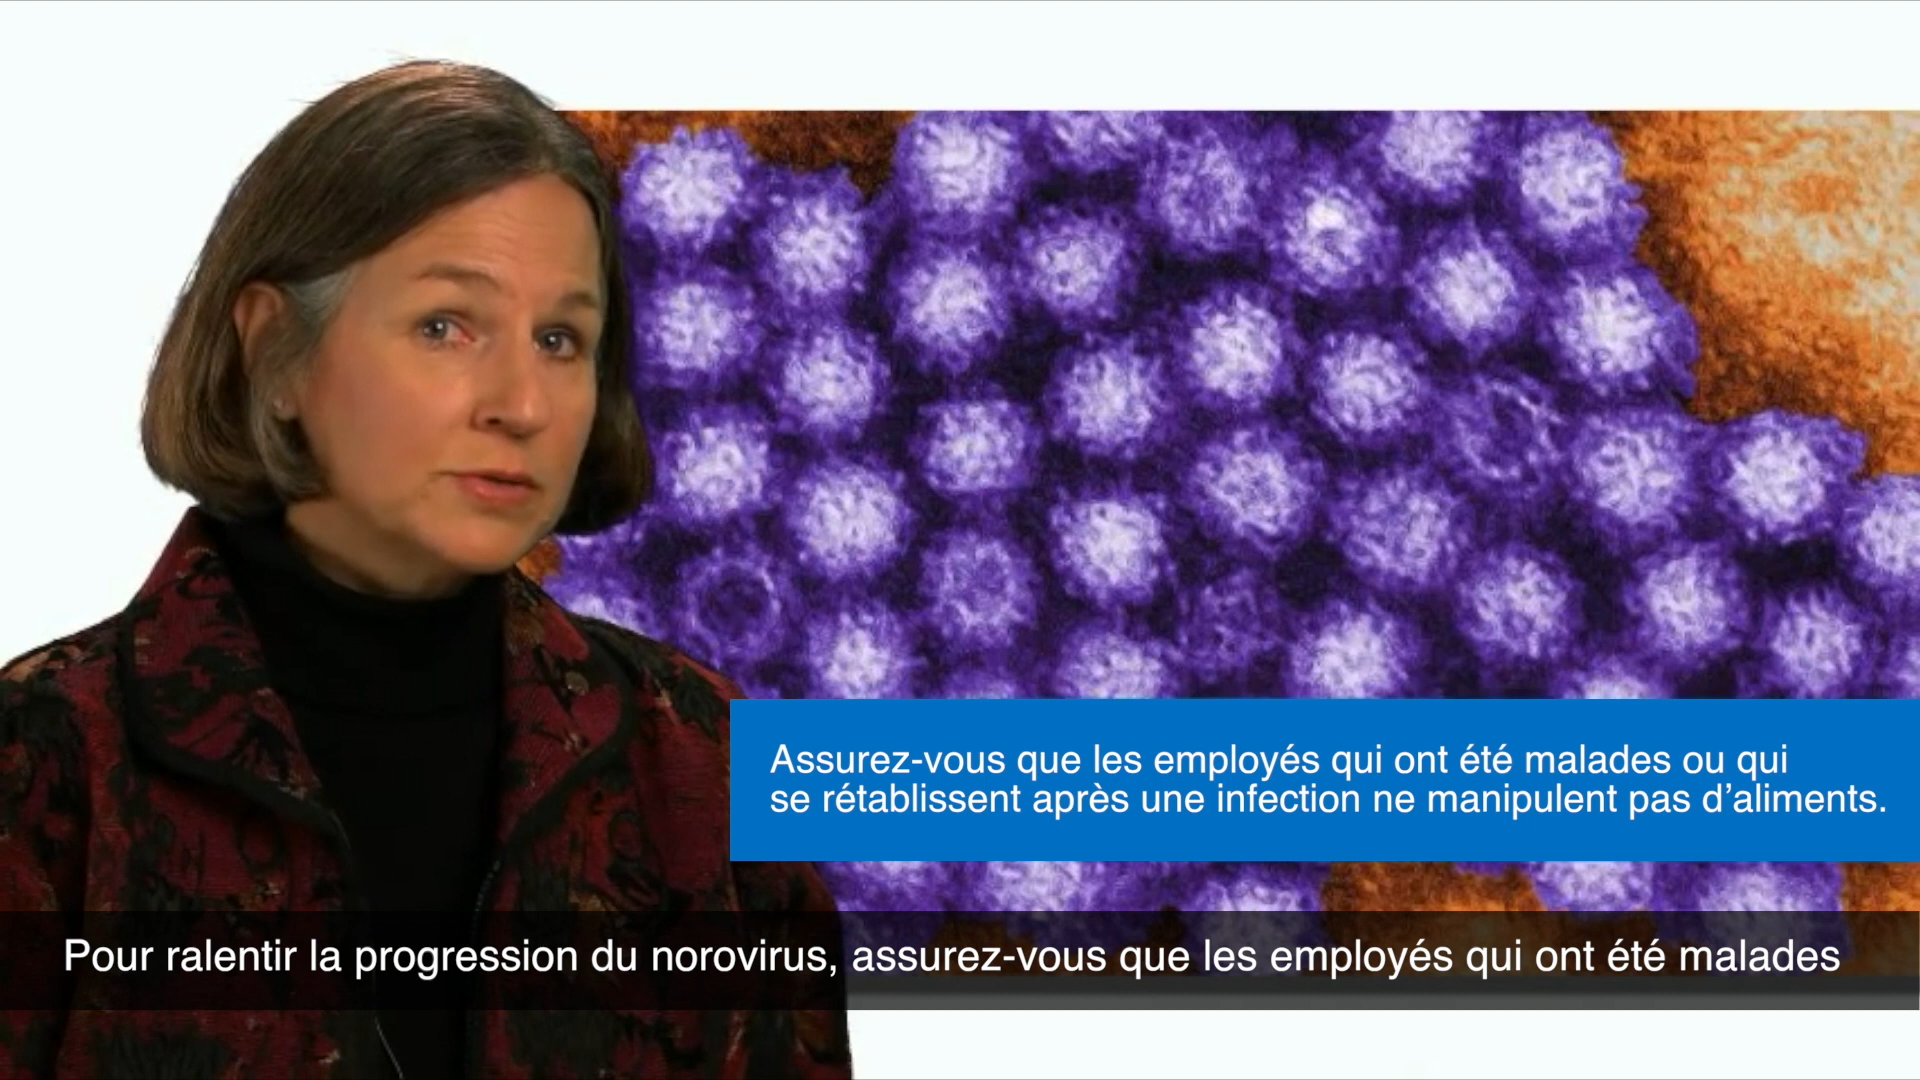 Assurez-vous que les employés qui ont été malades ou qui
se rétablissent après une infection ne manipulent pas d’aliments.
Pour ralentir la progression du norovirus, assurez-vous que les employés qui ont été malades